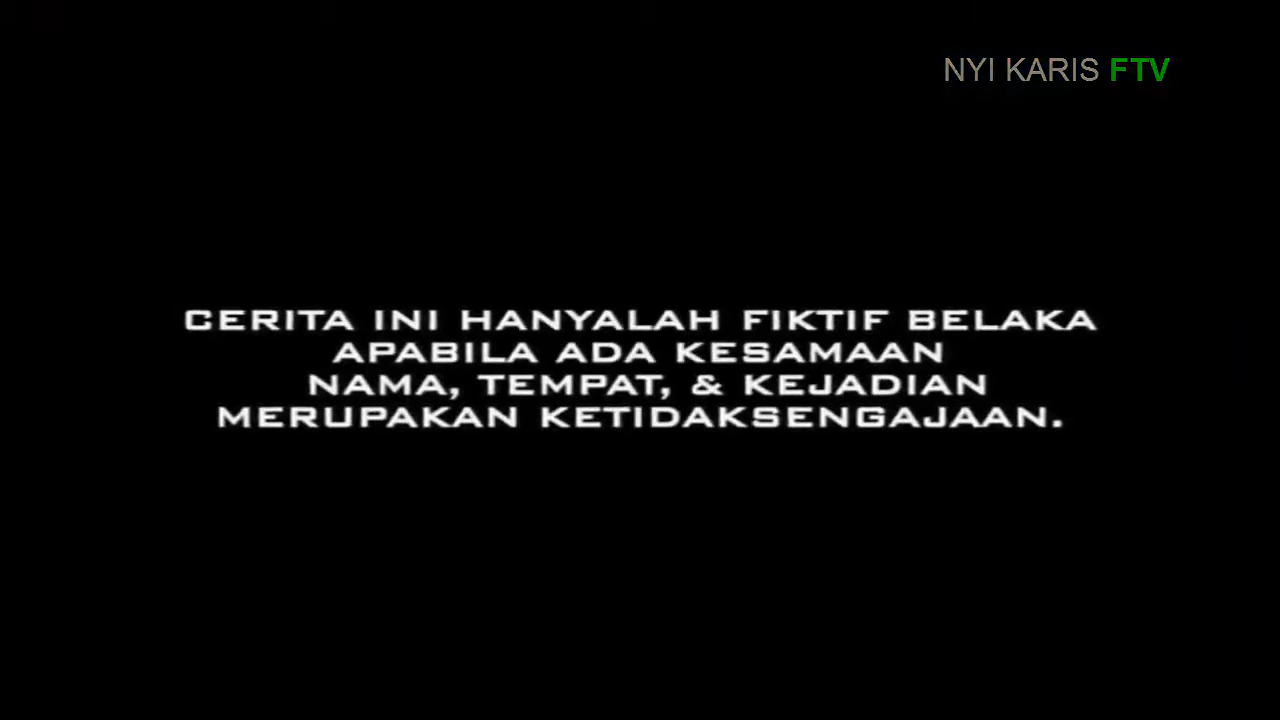 NYI KARIS FTV
CERITA INI HANYALAH FIKTIF BELAKA
APABILA ADA KESAMAAN
NAMA, TEMPAT, & KEJADIAN
MERUPAKAN KETIDAKSENGAJAAN.